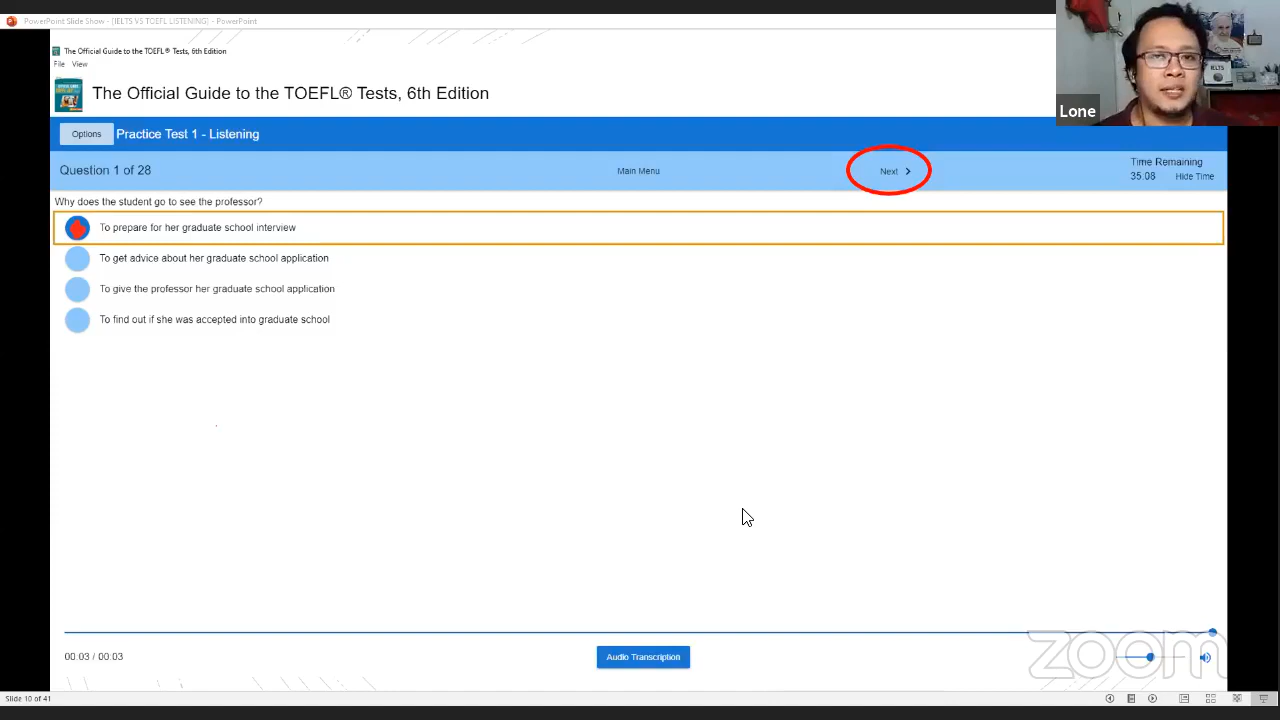 PowerPoint Slide Show - [IELTS VS TOEFL LISTENING] - PowerPoint
The Official Guide to the TOEFL® Tests, 6th Edition
File View
The Official Guide to the TOEFL® Tests, 6th Edition
IELTS
Lone
Options Practice Test 1 - Listening
Question 1 of 28 Main Menu Next Time Remaining
35:08 Hide Time
Why does the student go to see the professor?
To prepare for her graduate school interview
To get advice about her graduate school application
To give the professor her graduate school application
To find out if she was accepted into graduate school
00:03 / 00:03 Audio Transcription
zoom
Slide 10 of 41